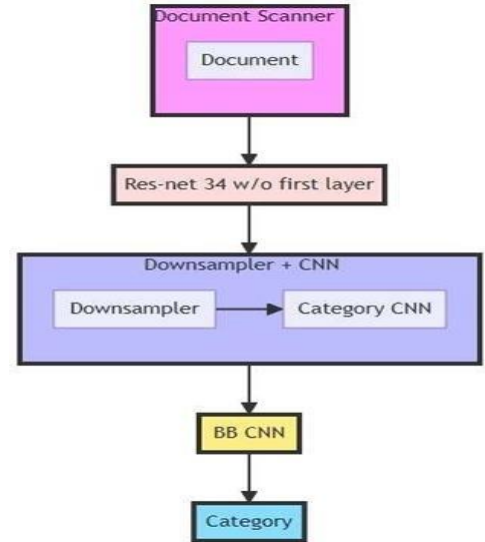 Document Scanner
Document
Res-net 34 w/o first layer
Downsampler + CNN
Downsampler
Category CNN
BB CNN
Category